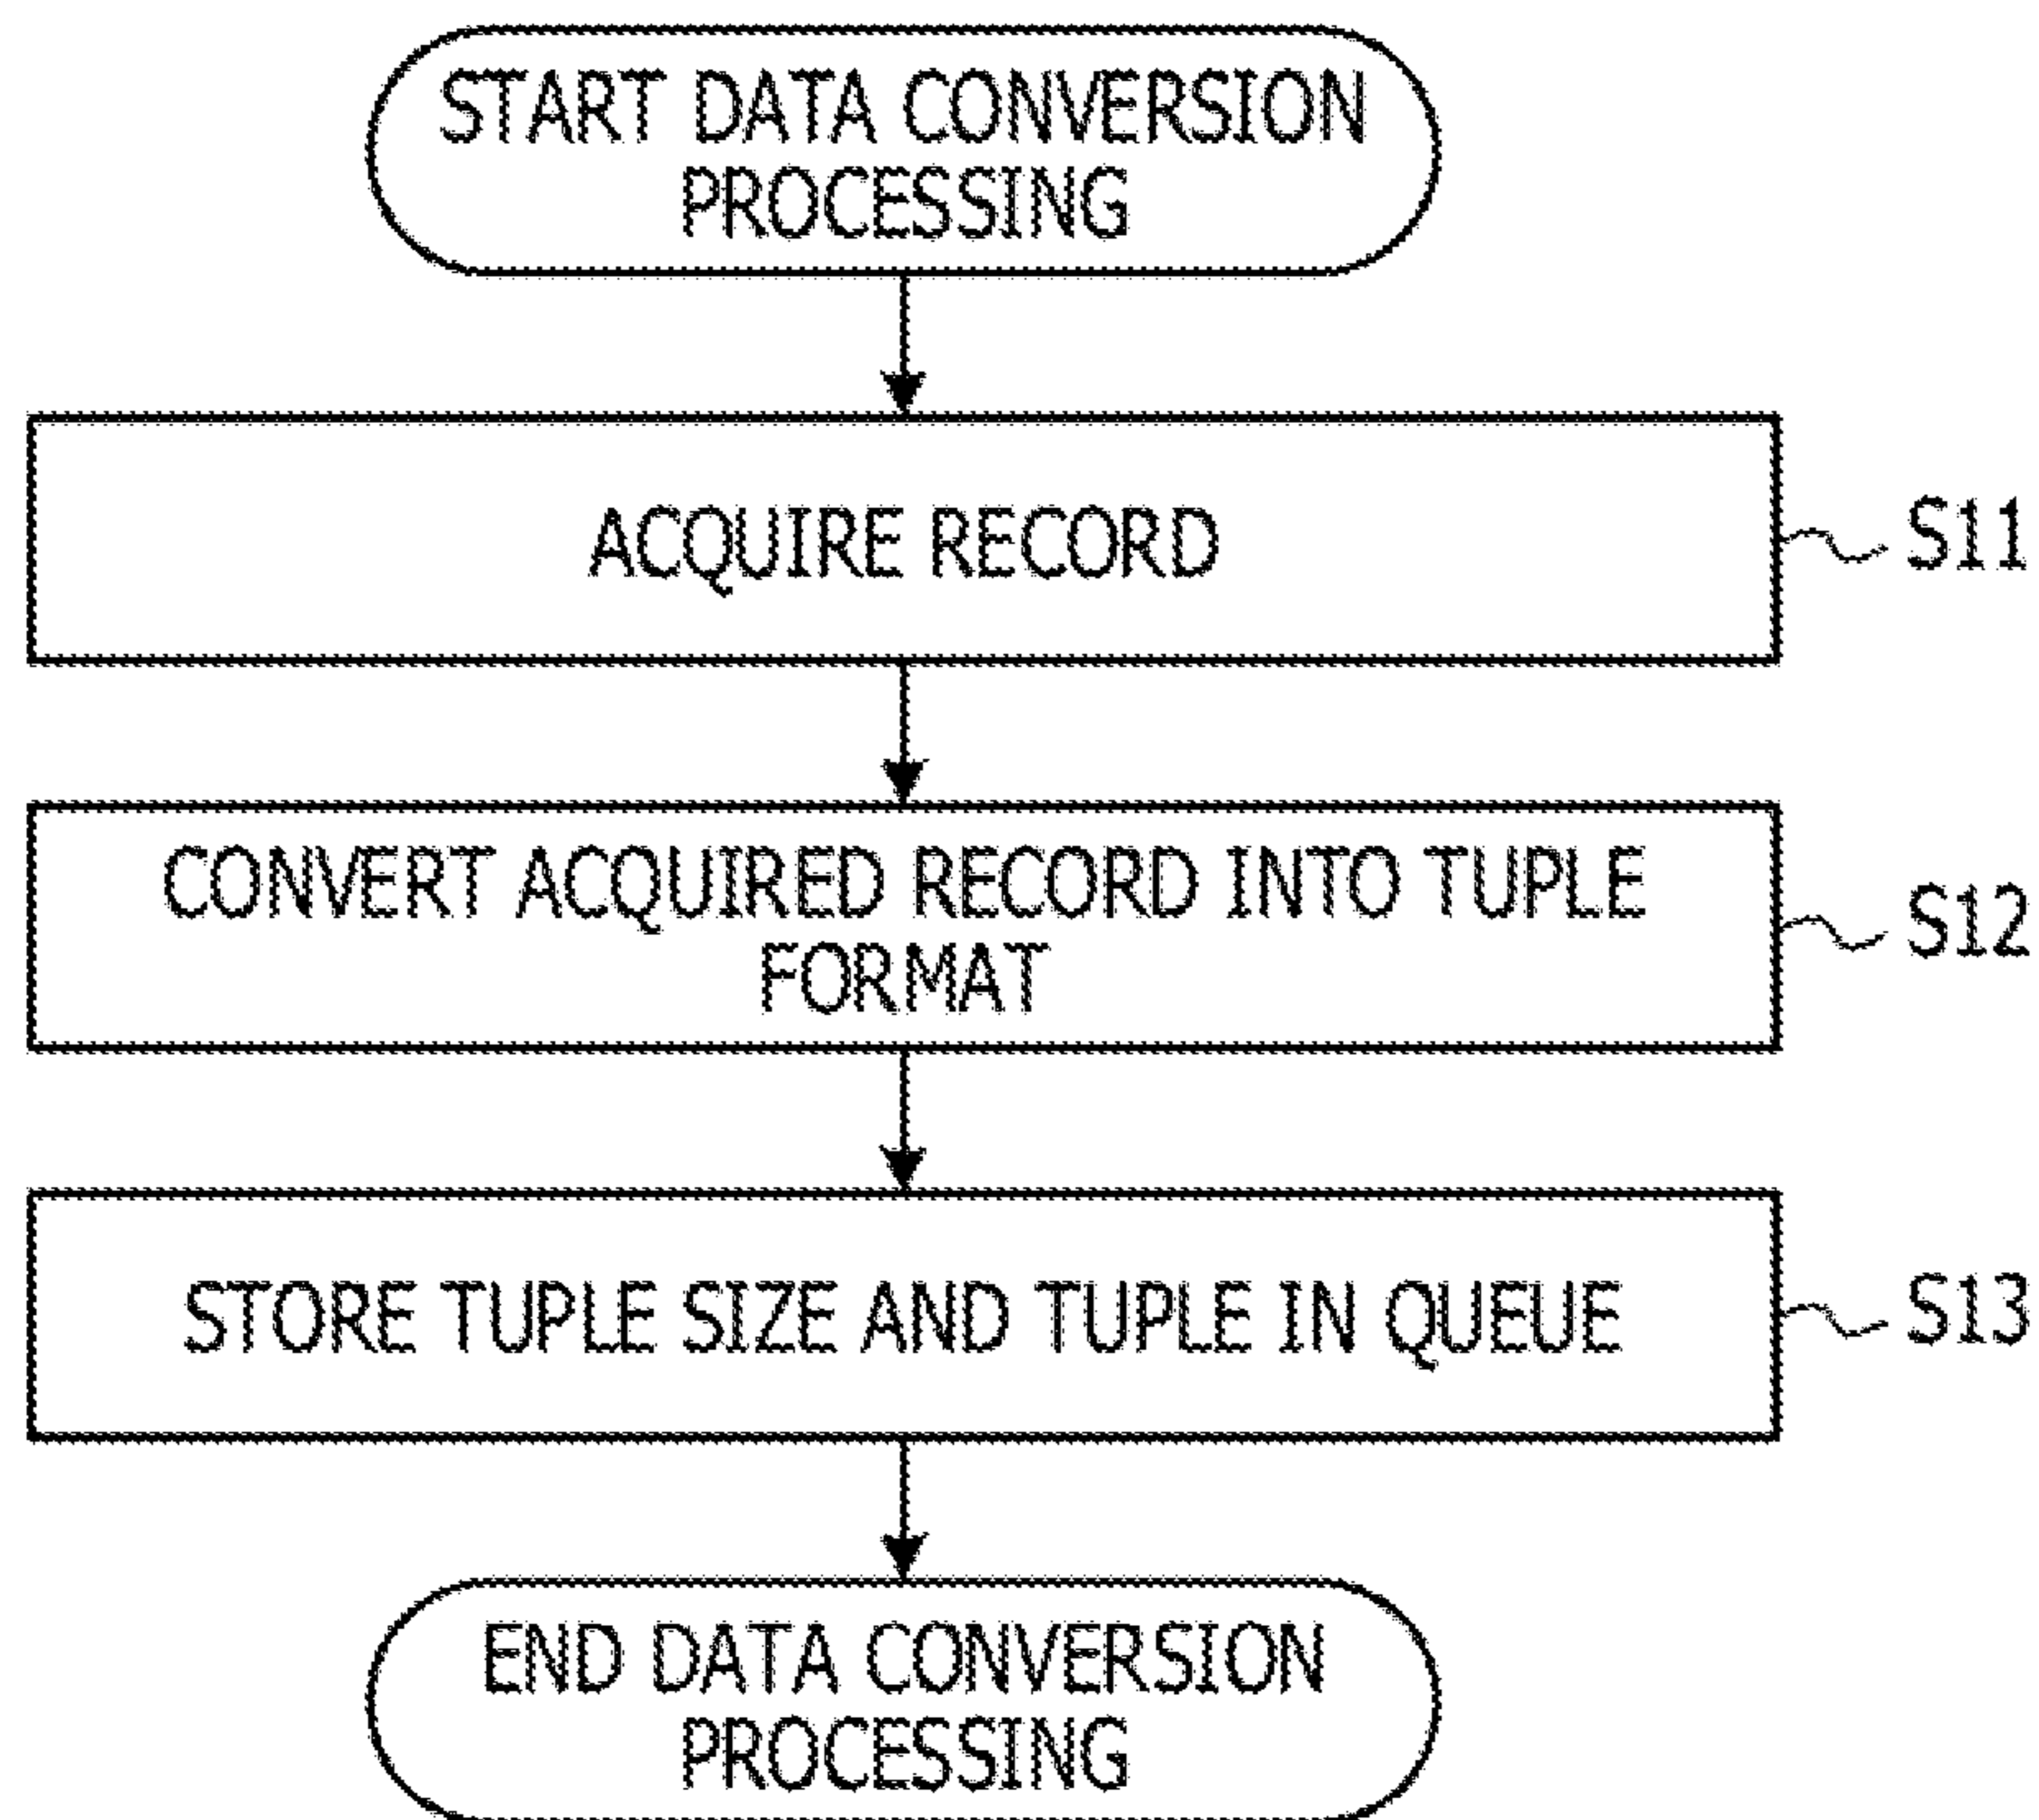 START DATA CONVERSION
PROCESSING
ACQUIRE RECORD
S11
CONVERT ACQUIRED RECORD INTO TUPLE
FORMAT
S12
STORE TUPLE SIZE AND TUPLE IN QUEUE
S13
END DATA CONVERSION
PROCESSING